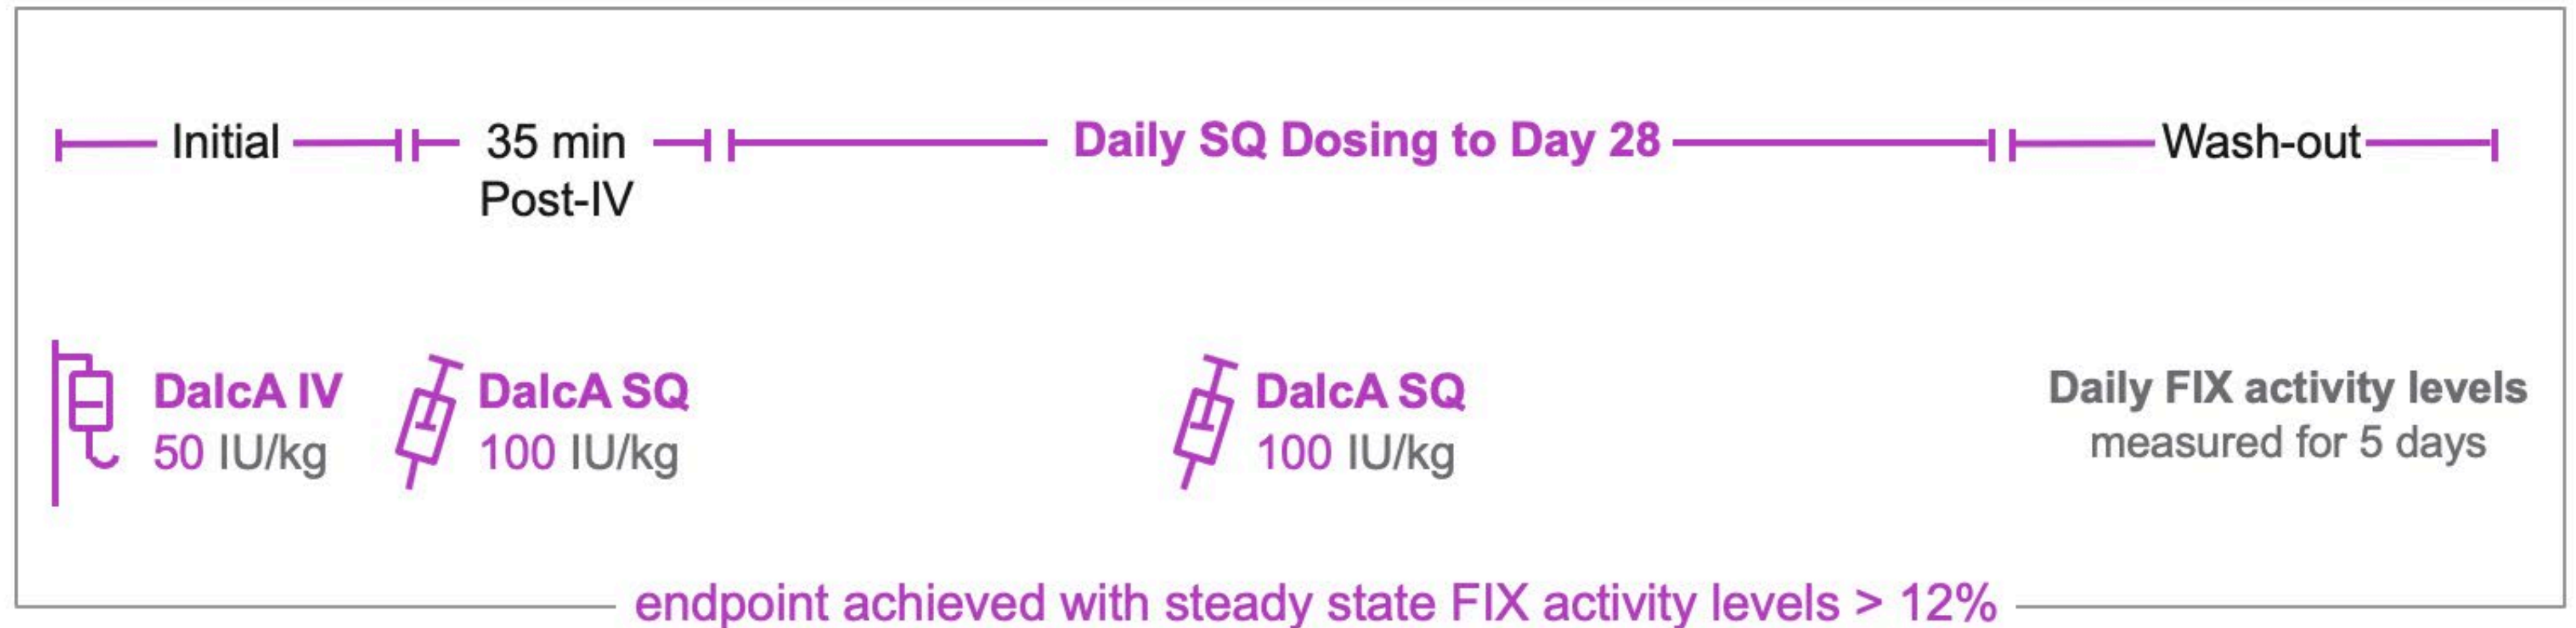 Initial
35 min
Post-IV
Daily SQ Dosing to Day 28
Wash-out
DalcA IV
50 IU/kg
DalcA SQ
100 IU/kg
DalcA SQ
100 IU/kg
Daily FIX activity levels
measured for 5 days
endpoint achieved with steady state FIX activity levels > 12%